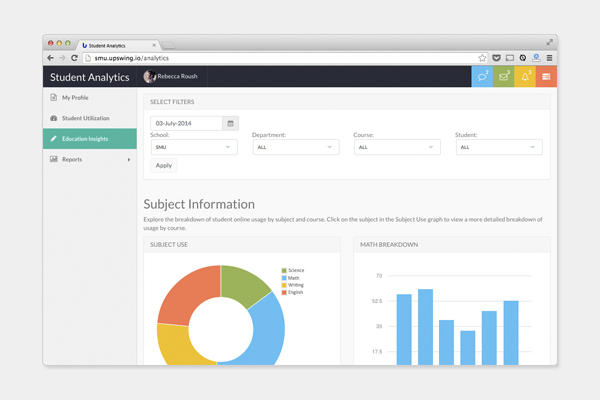 Student Analytics
smu.upswing.io/analytics
Student Analytics
Rebecca Roush
My Profile
Student Utilization
Education Insights
Reports
SELECT FILTERS
03-July-2014
School: Department: Course: Student:
SMU ALL ALL ALL
Apply
Subject Information
Explore the breakdown of student online usage by subject and course. Click on the subject in the Subject Use graph to view a more detailed breakdown of
usage by course.
SUBJECT USE
Science
Math
Writing
English
MATH BREAKDOWN
70
52.5
35
17.5